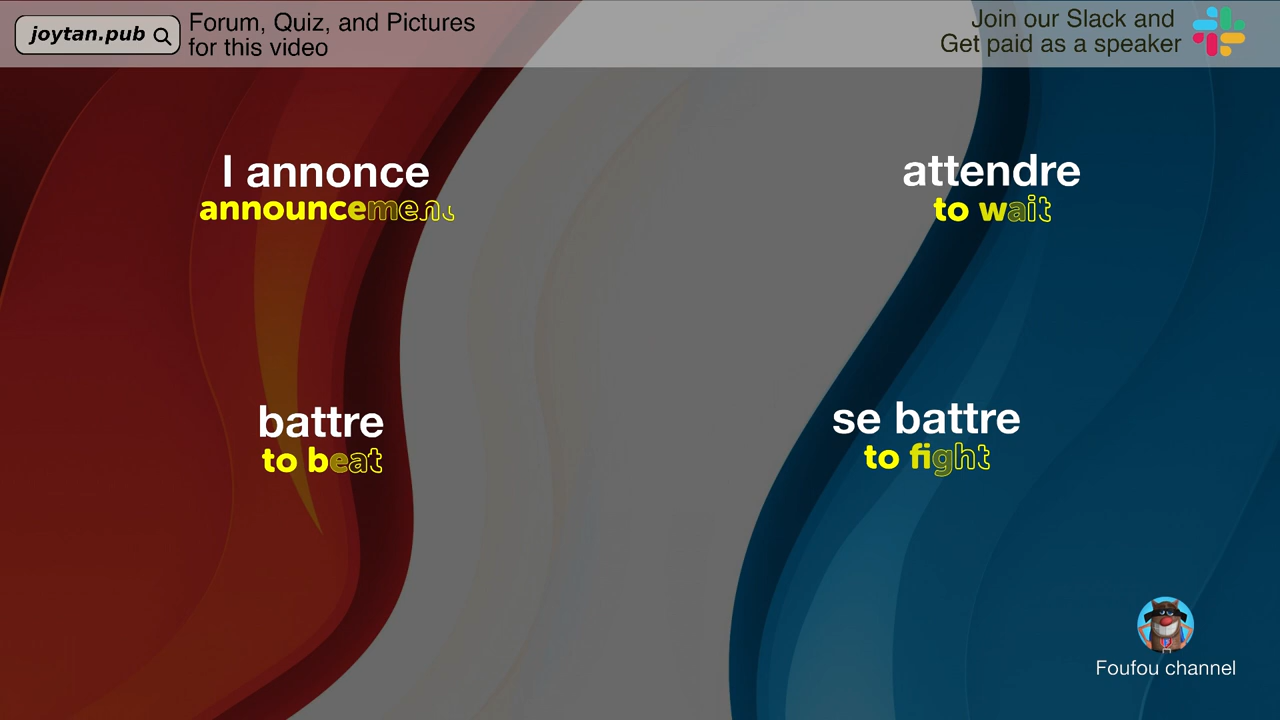 joytan.pub
Forum, Quiz, and Pictures
for this video
Join our Slack and
Get paid as a speaker
l annonce
announcement
attendre
to wait
battre
to beat
se battre
to fight
Foufou channel